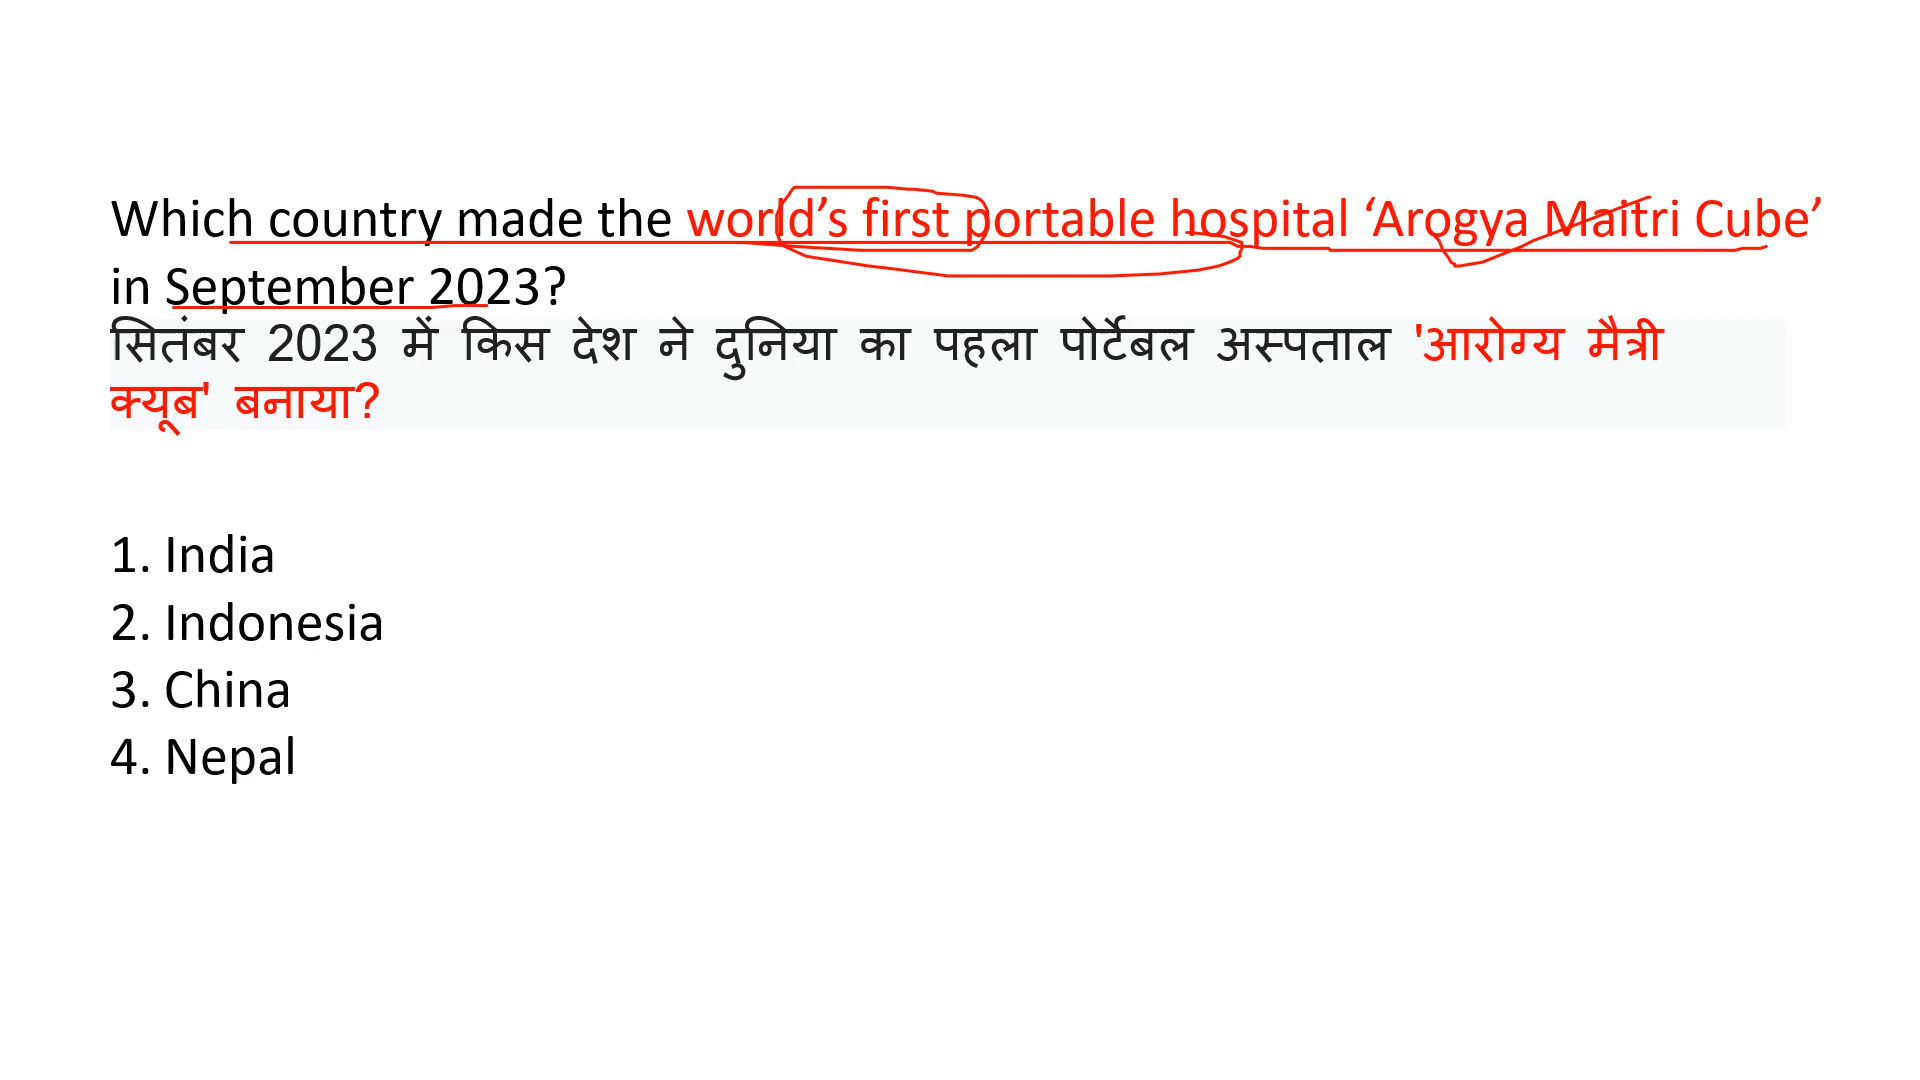 Which country made the world’s first portable hospital ‘Arogya Maitri Cube’
in September 2023?
सितंबर 2023 में किस देश ने दुनिया का पहला पोर्टेबल अस्पताल 'आरोग्य मैत्री
क्यूब' बनाया?
1. India
2. Indonesia
3. China
4. Nepal